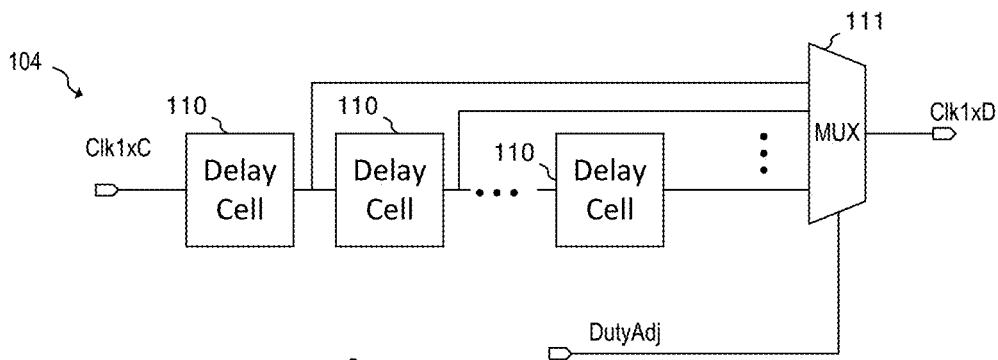 111
104
110
110
Clk1xD
Clk1xC
MUX
110
Delay
Cell
Delay
Cell
Delay
Cell
DutyAdj